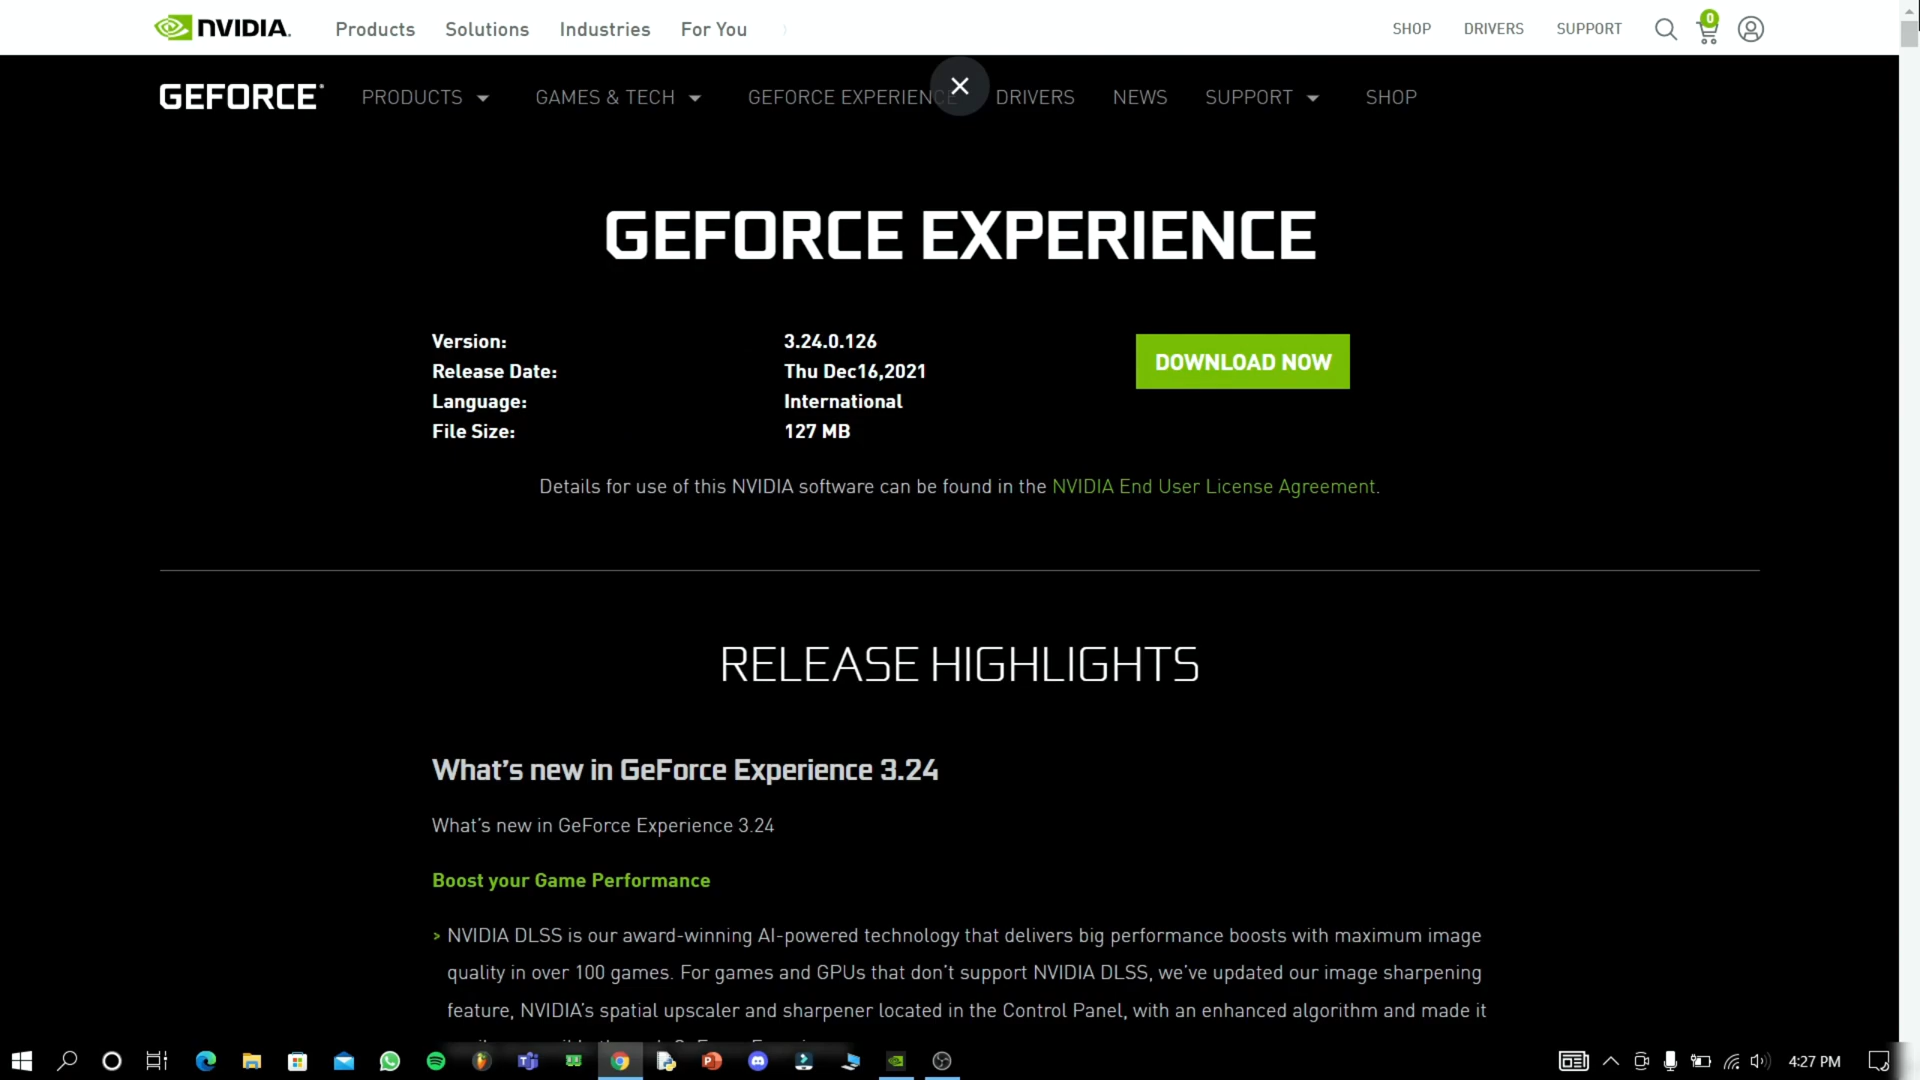 NVIDIA. Products Solutions Industries For You SHOP DRIVERS SUPPORT 0
GEFORCE PRODUCTS GAMES & TECH GEFORCE EXPERIENCE DRIVERS NEWS SUPPORT SHOP
GEFORCE EXPERIENCE
Version: 3.24.0.126 DOWNLOAD NOW
Release Date: Thu Dec16,2021
Language: International
File Size: 127 MB
Details for use of this NVIDIA software can be found in the NVIDIA End User License Agreement.
RELEASE HIGHLIGHTS
What's new in GeForce Experience 3.24
What's new in GeForce Experience 3.24
Boost your Game Performance
> NVIDIA DLSS is our award-winning AI-powered technology that delivers big performance boosts with maximum image
quality in over 100 games. For games and GPUs that don't support NVIDIA DLSS, we've updated our image sharpening
feature, NVIDIA's spatial upscaler and sharpener located in the Control Panel, with an enhanced algorithm and made it
4:27 PM